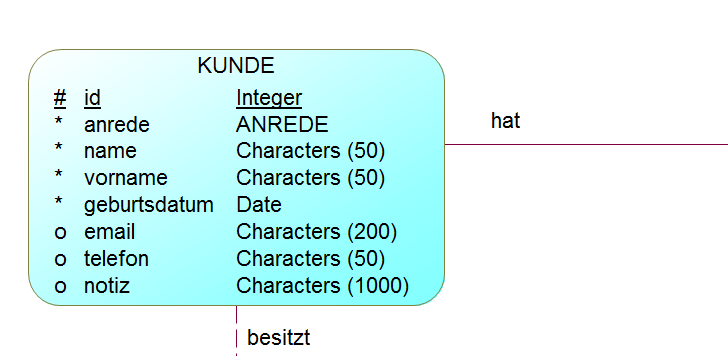 KUNDE
# id Integer
* anrede ANREDE
* name Characters (50)
* vorname Characters (50)
* geburtsdatum Date
o email Characters (200)
o telefon Characters (50)
o notiz Characters (1000)
hat
besitzt